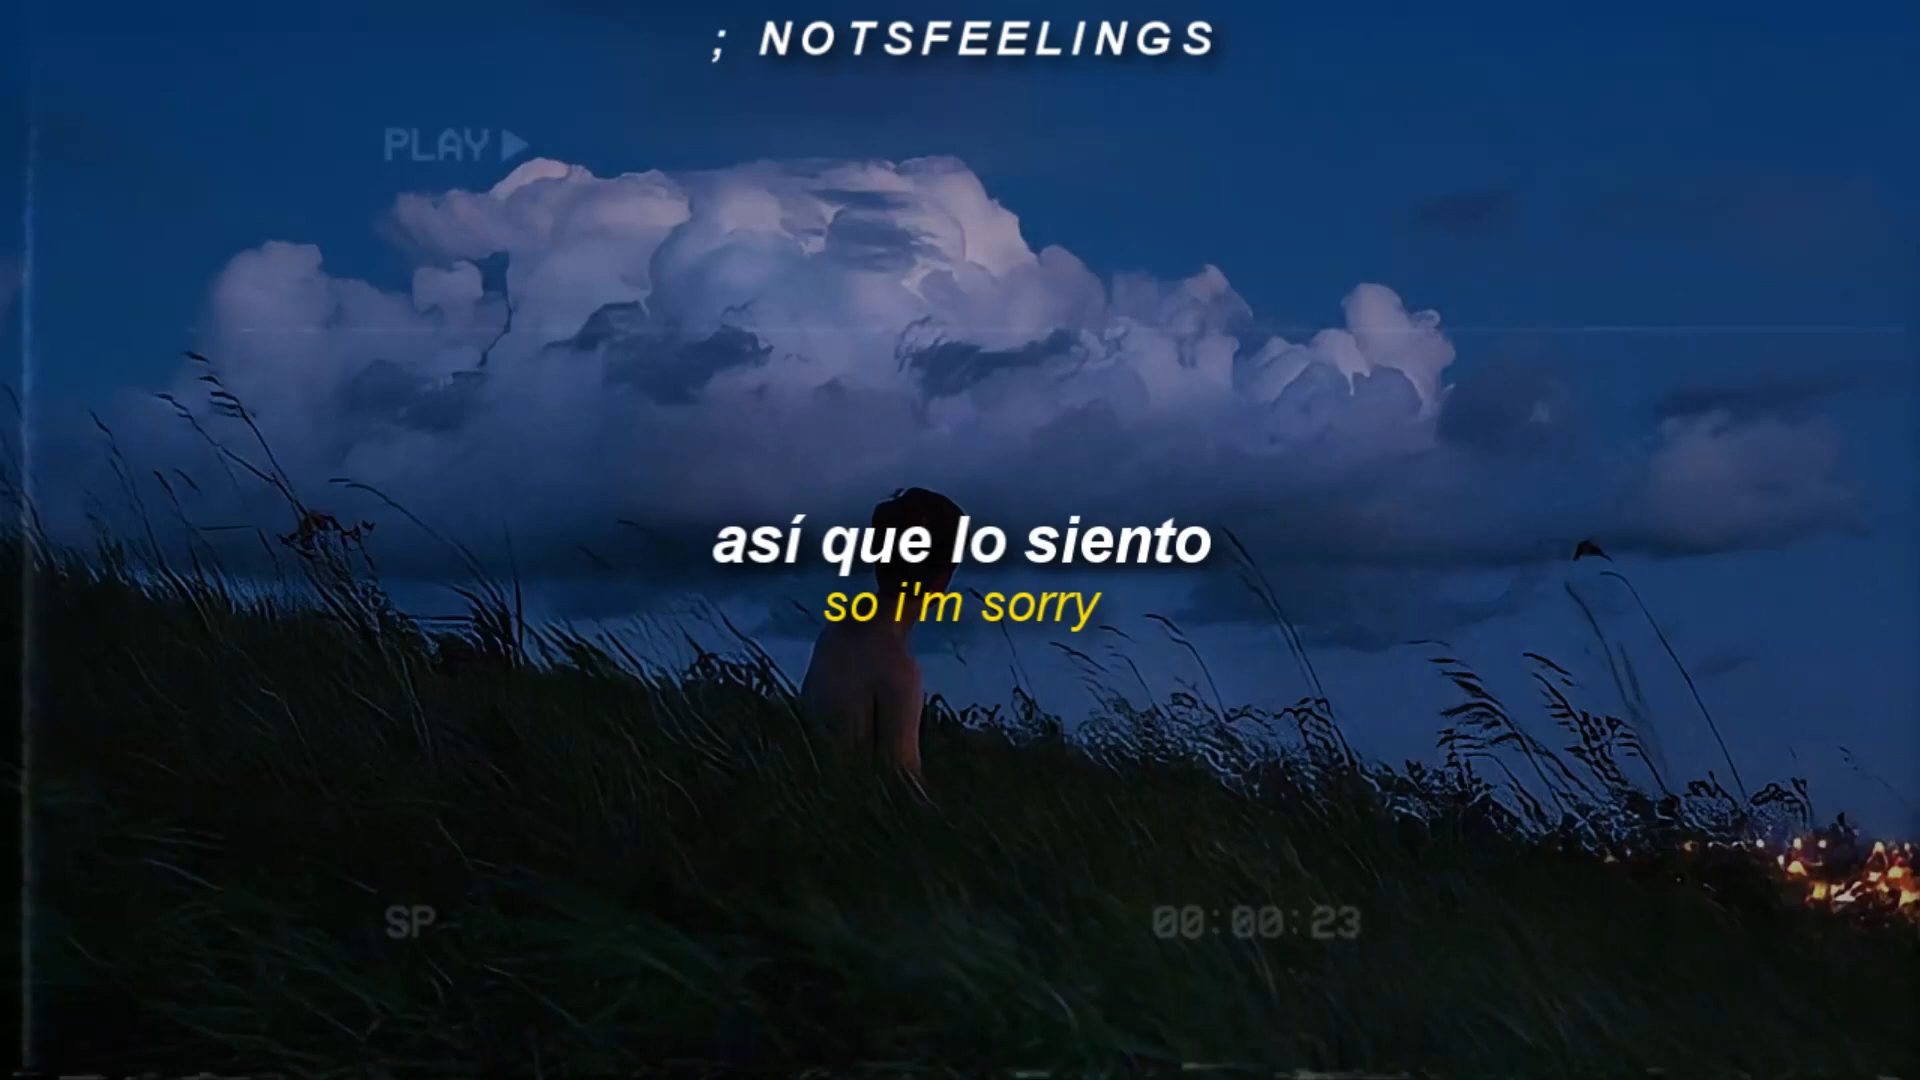 ; NOTSFEELINGS
PLAY
así que lo siento
so i'm sorry
SP
00:00:23